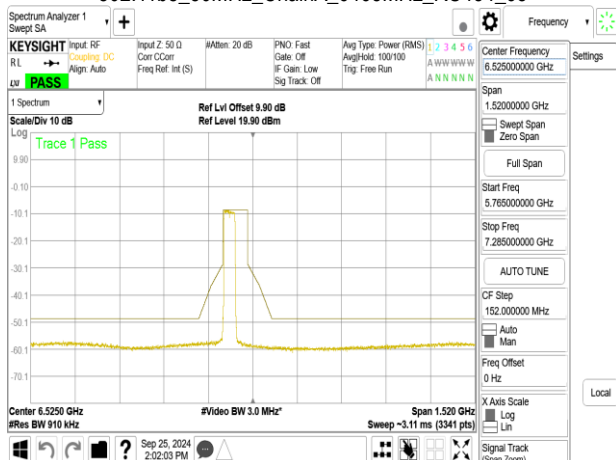 Spectrum Analyzer 1
Swept SA
+
Frequency
KEYSIGHT
RL
LXI
PASS
Input: RF
Coupling: DC
Align: Auto
Input Z: 50 Ω
Corr CCorr
Freq Ref: Int (S)
#Atten: 20 dB
PNO: Fast
Gate: Off
IF Gain: Low
Sig Track: Off
Avg Type: Power (RMS)
Avg|Hold: 100/100
Trig: Free Run
1 2 3 4 5 6
A W W W W W
A N N N N N
1 Spectrum
Scale/Div 10 dB
Ref Lvl Offset 9.90 dB
Ref Level 19.90 dBm
Log
Trace 1 Pass
9.90
-0.10
-10.1
-20.1
-30.1
-40.1
-50.1
-60.1
-70.1
Center 6.5250 GHz
#Res BW 910 kHz
#Video BW 3.0 MHz*
Span 1.520 GHz
Sweep ~3.11 ms (3341 pts)
Sep 25, 2024
2:02:03 PM
?
Center Frequency
6.525000000 GHz
Span
1.52000000 GHz
Swept Span
Zero Span
Full Span
Start Freq
5.765000000 GHz
Stop Freq
7.285000000 GHz
AUTO TUNE
CF Step
152.000000 MHz
Auto
Man
Freq Offset
0 Hz
X Axis Scale
Log
Lin
Signal Track
(Span Zoom)
Settings
Local